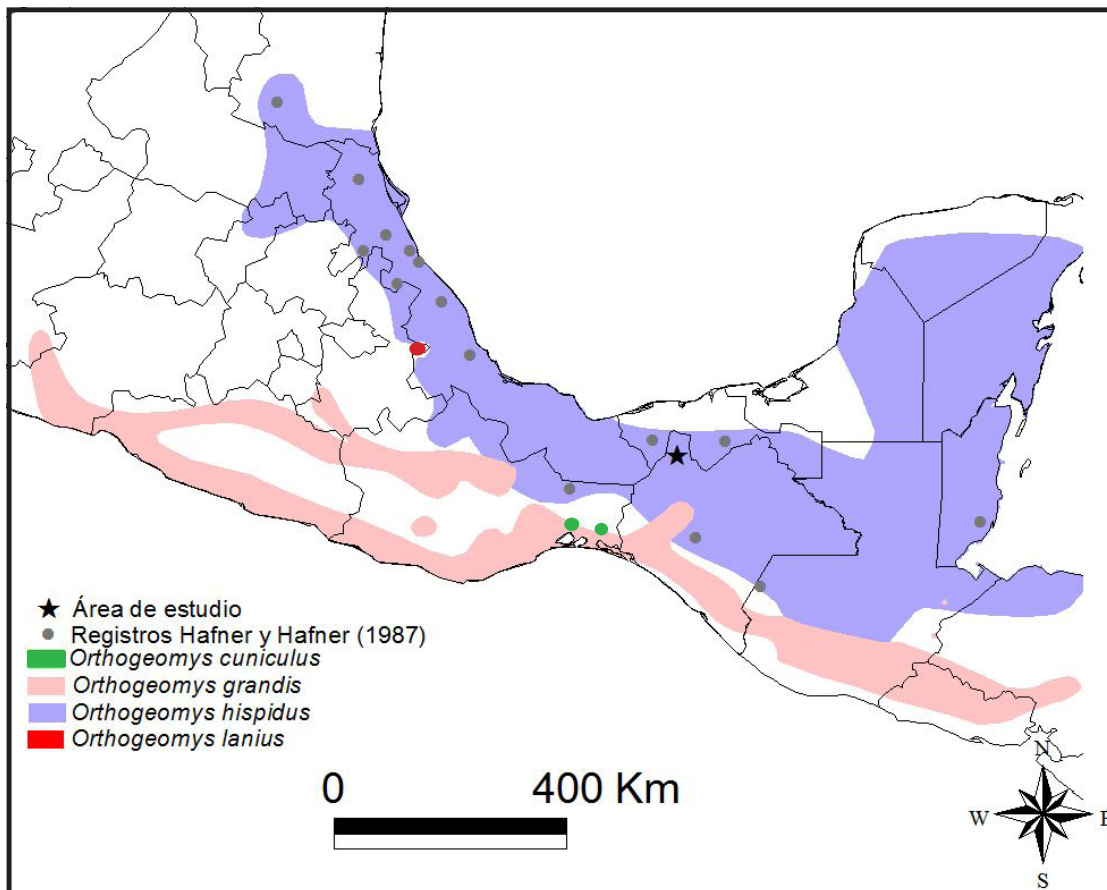 Área de estudio
Registros Hafner y Hafner (1987)
Orthogeomys cuniculus
Orthogeomys grandis
Orthogeomys hispidus
Orthogeomys lanius
0 400 Km
N
W E
S